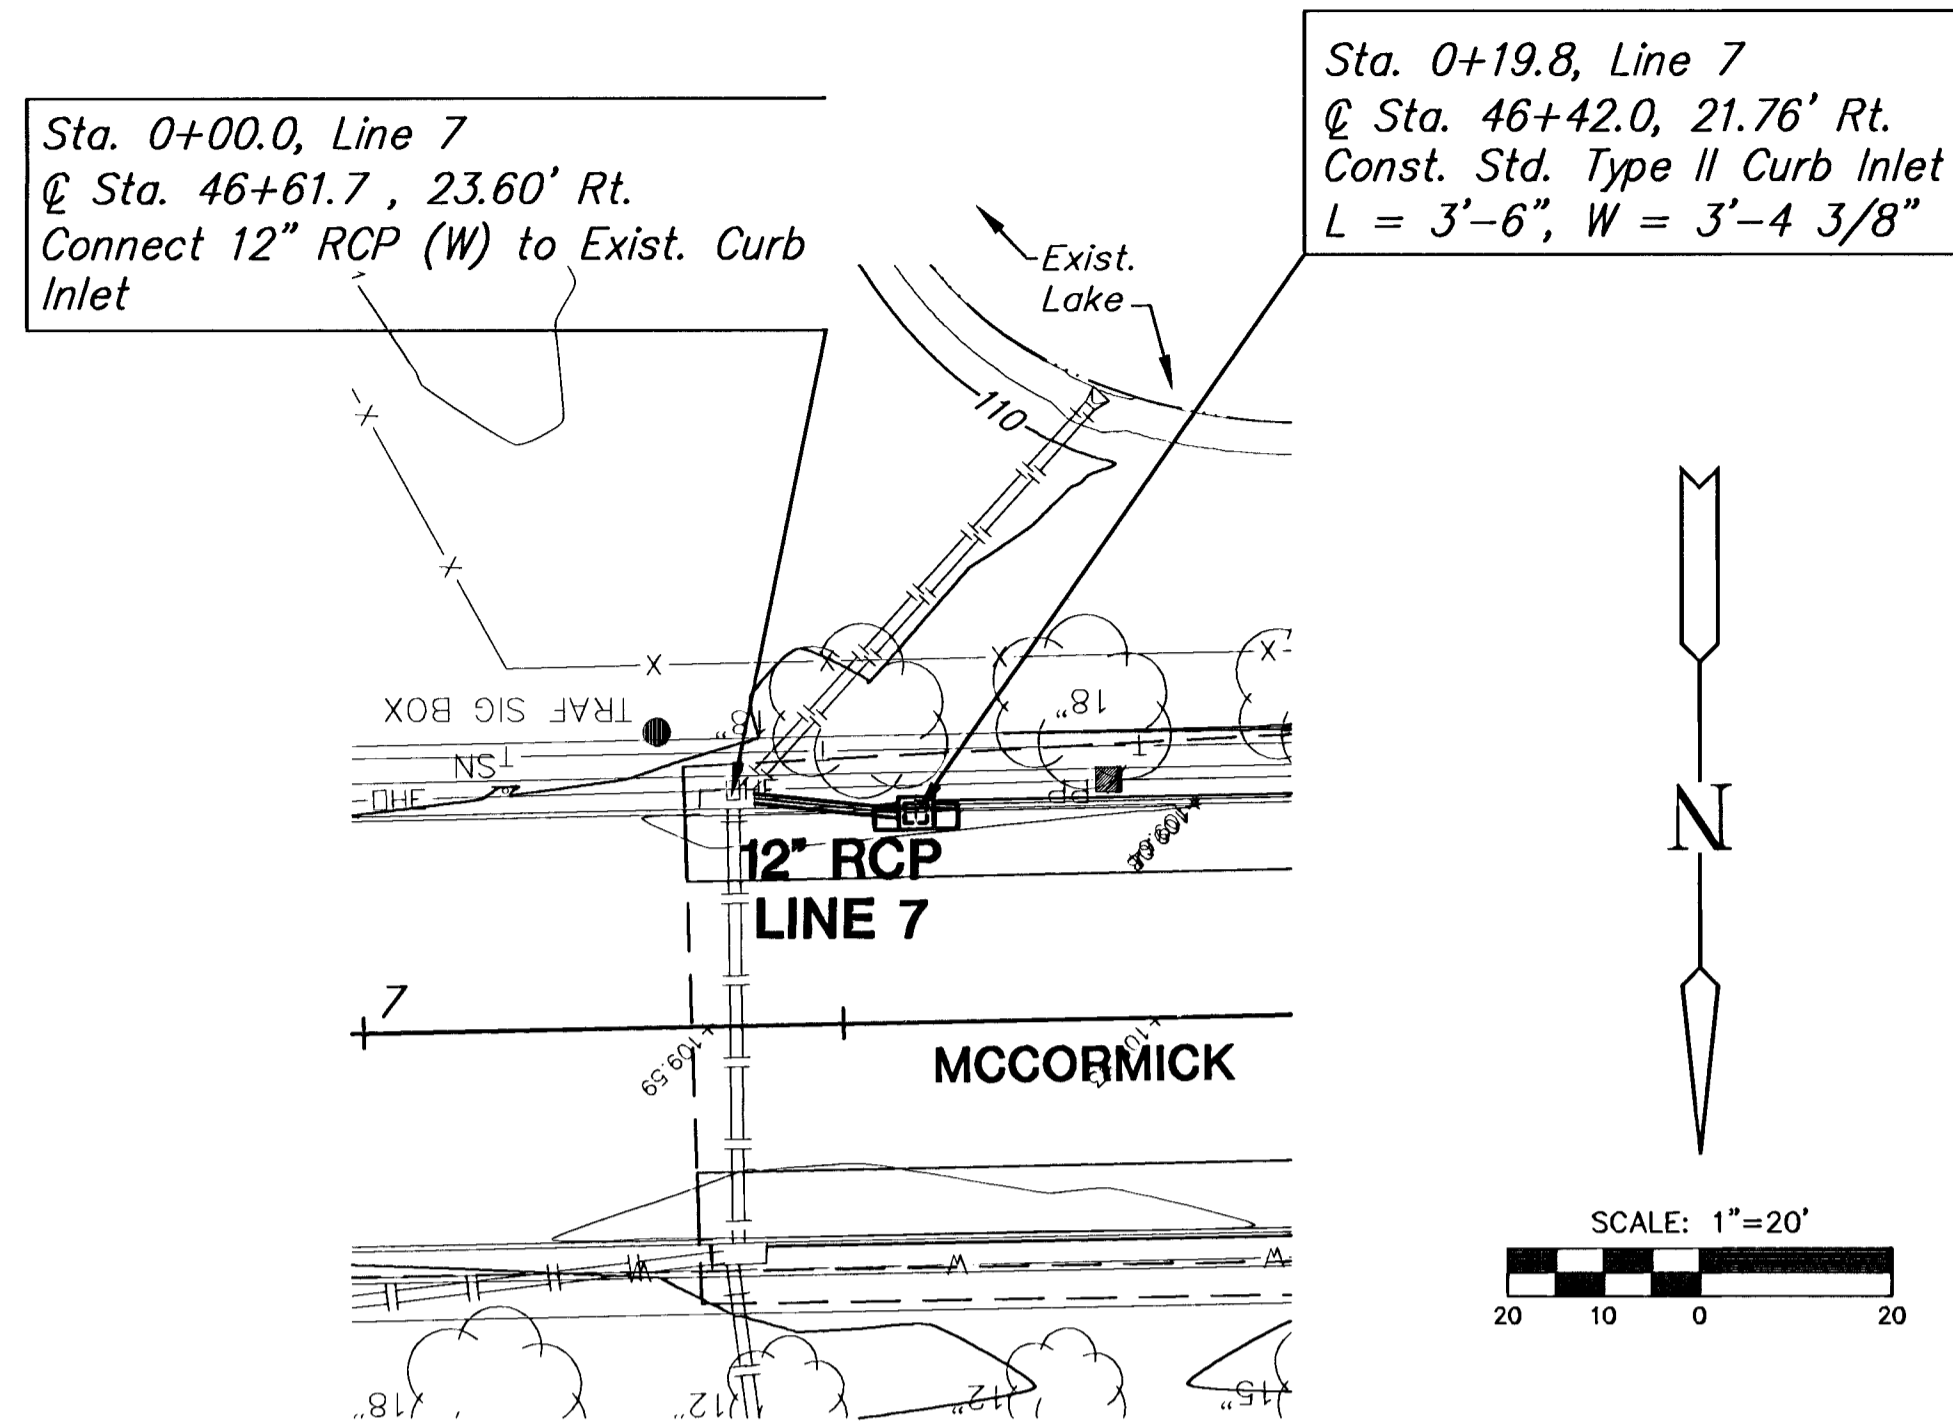 Sta. 0+00.0, Line 7
℄ Sta. 46+61.7 , 23.60' Rt.
Connect 12" RCP (W) to Exist. Curb
Inlet
Sta. 0+19.8, Line 7
℄ Sta. 46+42.0, 21.76' Rt.
Const. Std. Type II Curb Inlet
L = 3'-6", W = 3'-4 3/8"
Exist.
Lake
110
X
X
X
X
X
X
TRAF SIG BOX
18"
18"
TSN
OHE
OHE
T
T
PP
12" RCP
LINE 7
7
109.59
MCCORMICK
N
W
W
W
SCALE: 1"=20'
20 10 0 20
18"
12"
12"
15"